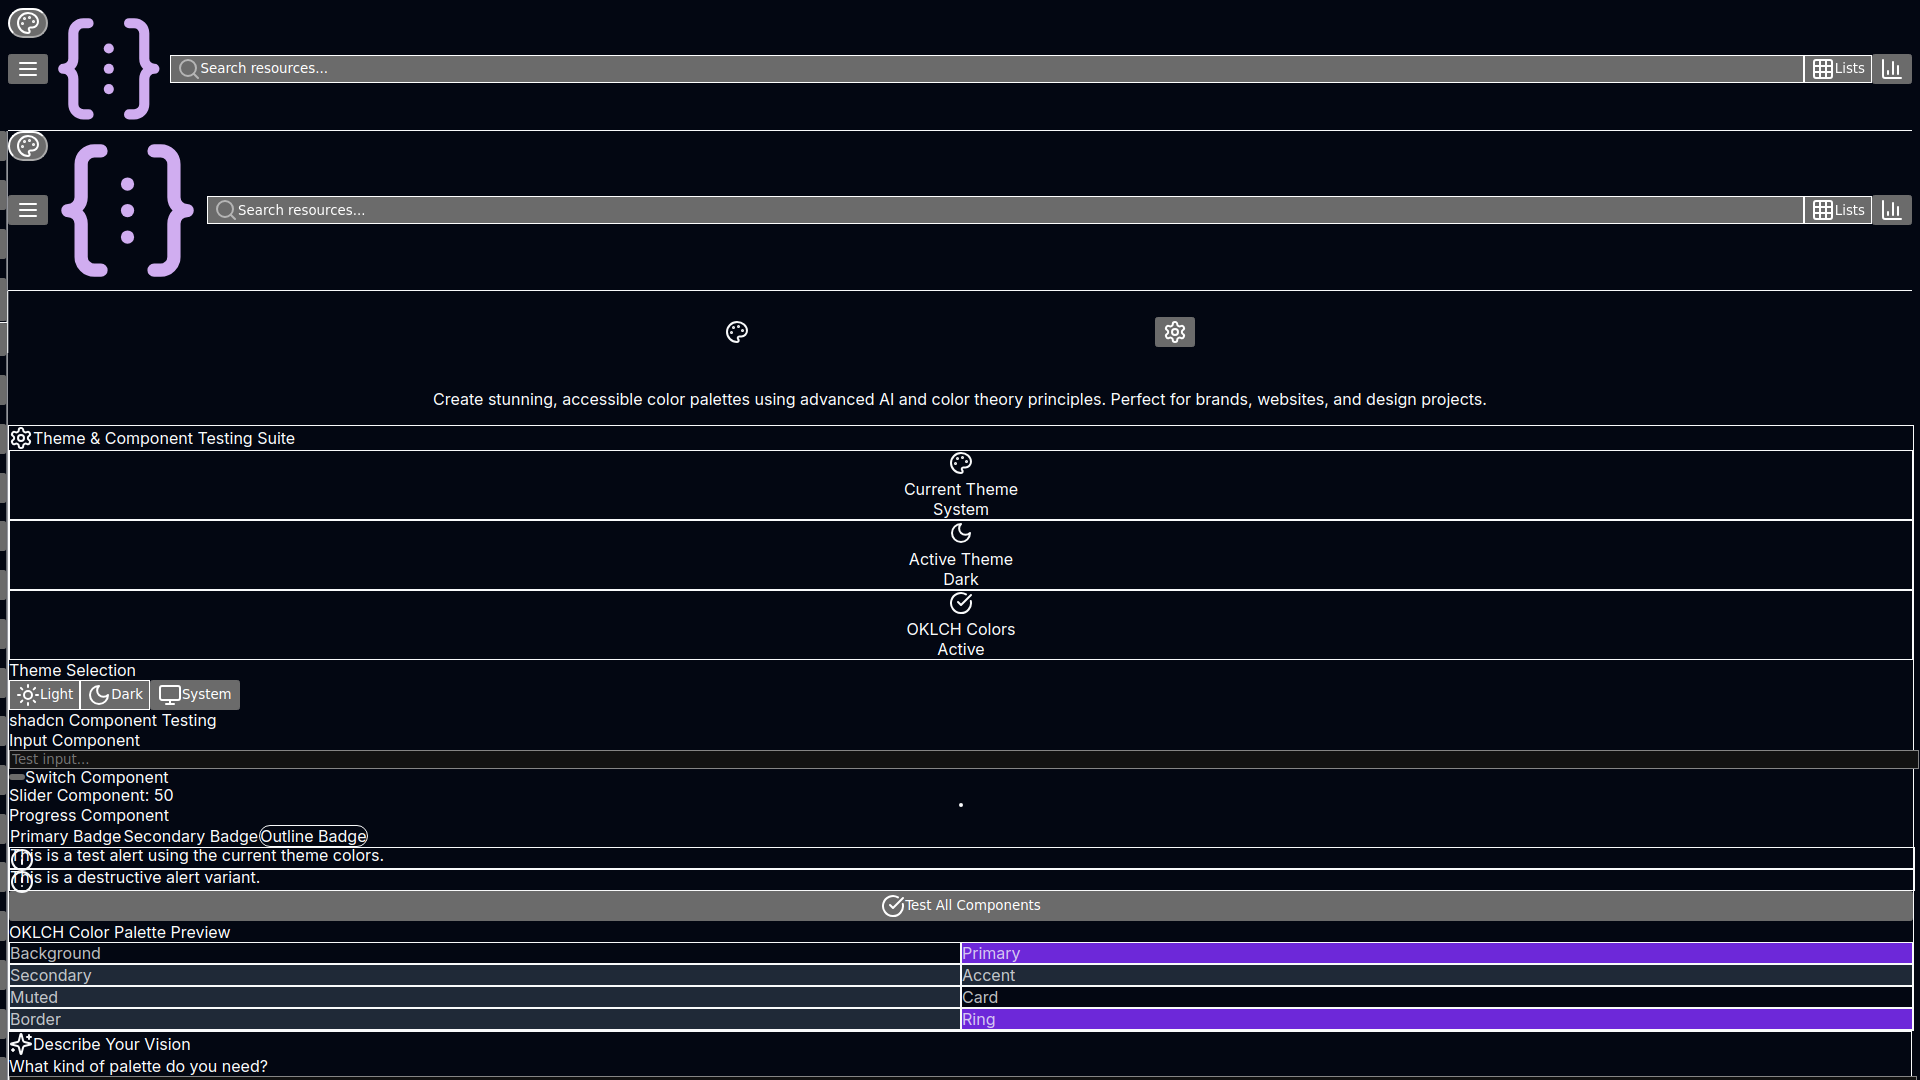 Search resources...
Lists
Search resources...
Lists
Create stunning, accessible color palettes using advanced AI and color theory principles. Perfect for brands, websites, and design projects.
Theme & Component Testing Suite
Current Theme
System
Active Theme
Dark
OKLCH Colors
Active
Theme Selection
Light Dark System
shadcn Component Testing
Input Component
Test input...
Switch Component
Slider Component: 50
Progress Component
Primary Badge Secondary Badge Outline Badge
This is a test alert using the current theme colors.
This is a destructive alert variant.
Test All Components
OKLCH Color Palette Preview
Background Primary
Secondary Accent
Muted Card
Border Ring
Describe Your Vision
What kind of palette do you need?